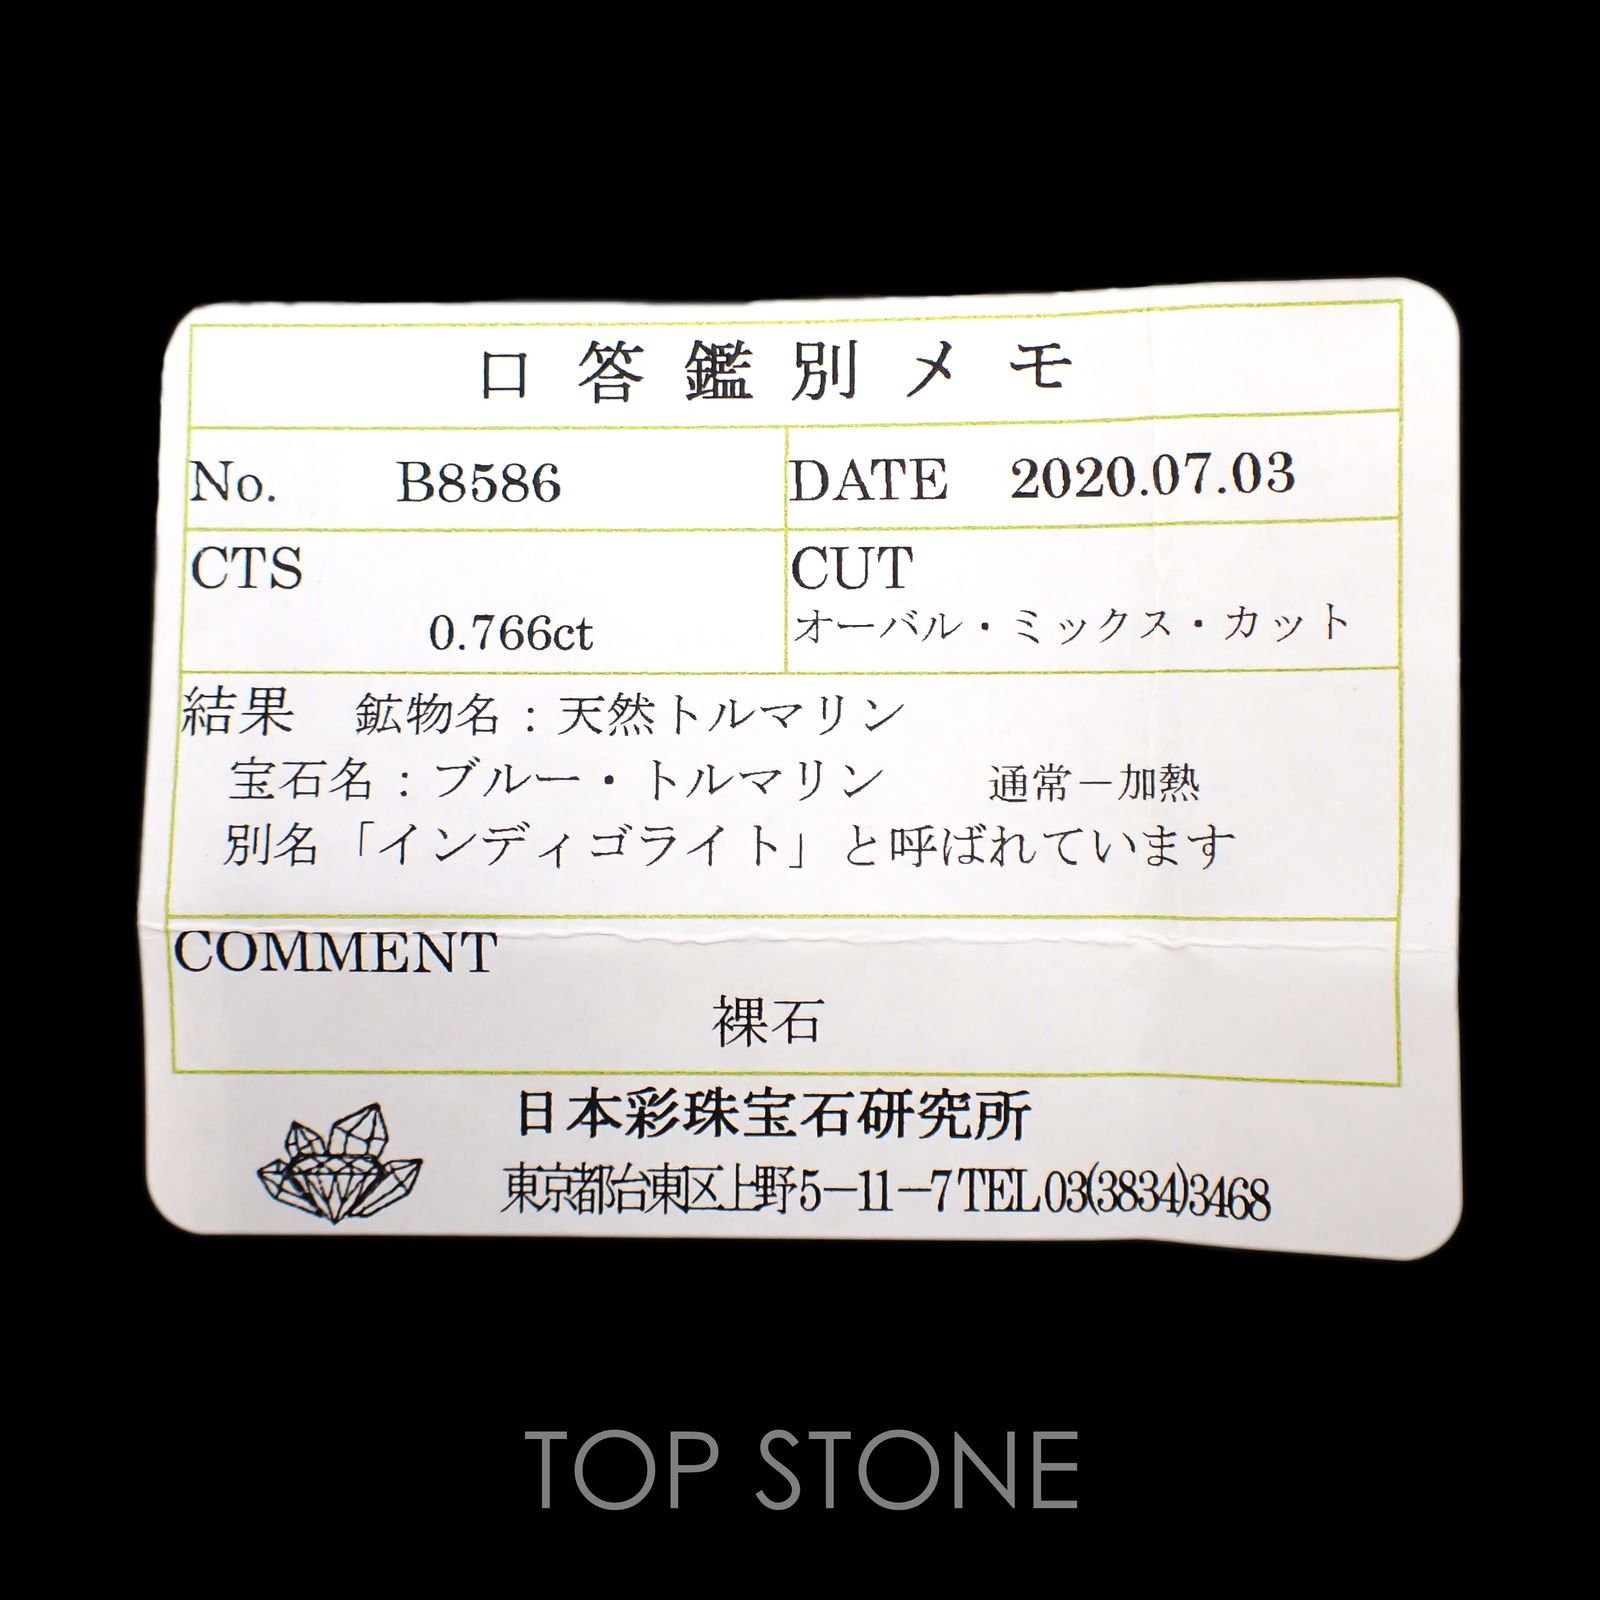 口答鑑別メモ
No. B8586 DATE 2020.07.03
CTS CUT
0.766ct オーバル・ミックス・カット
結果 鉱物名：天然トルマリン
宝石名：ブルー・トルマリン 通常－加熱
別名「インディゴライト」と呼ばれています
COMMENT
裸石
日本彩珠宝石研究所
東京都台東区上野5－11－7 TEL 03(3834)3468
TOP STONE